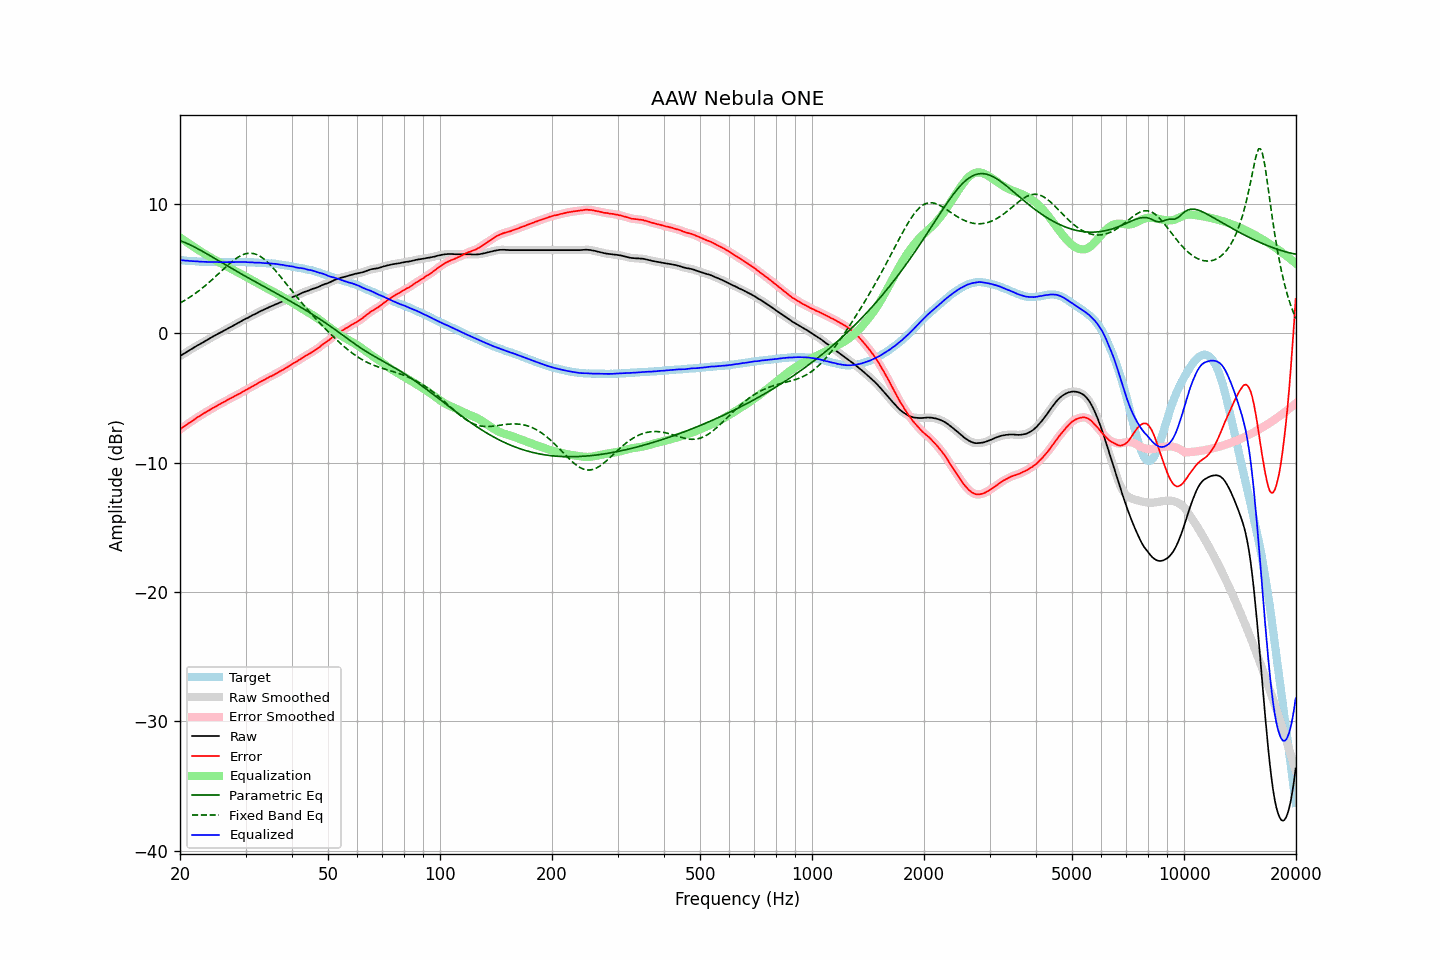 AAW Nebula ONE
10
0
−10
−20
−30
−40
Amplitude (dBr)
Target
Raw Smoothed
Error Smoothed
Raw
Error
Equalization
Parametric Eq
Fixed Band Eq
Equalized
20 50 100 200 500 1000 2000 5000 10000 20000
Frequency (Hz)